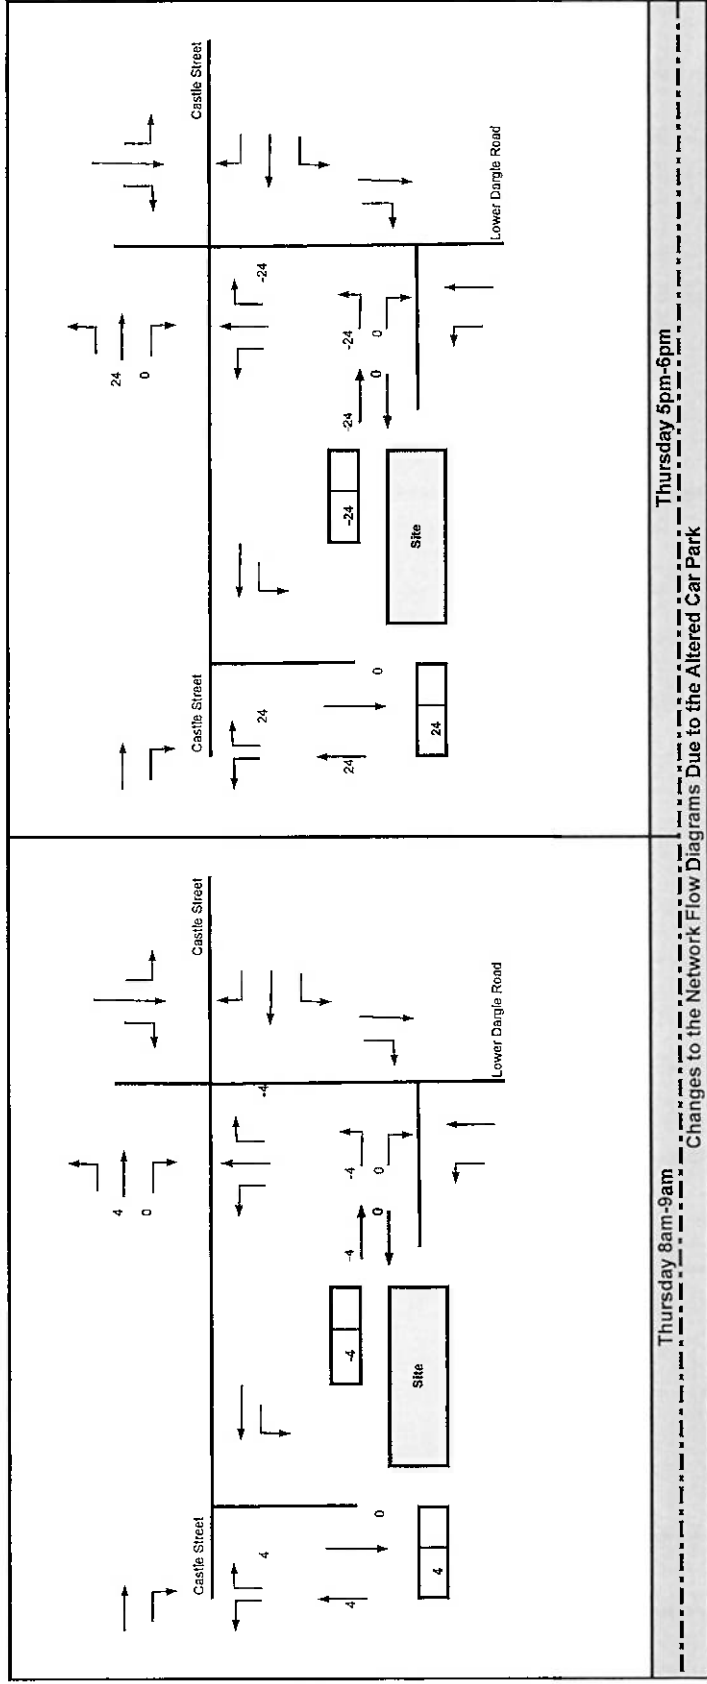 4
0
Castle Street
Castle Street
4
-4
4
-4
-4
-4
0
0
0
Site
4
Lower Dargle Road
Thursday 8am-9am
24
0
Castle Street
Castle Street
24
-24
24
-24
-24
-24
0
0
0
Site
24
Lower Dargle Road
Thursday 5pm-6pm
Changes to the Network Flow Diagrams Due to the Altered Car Park